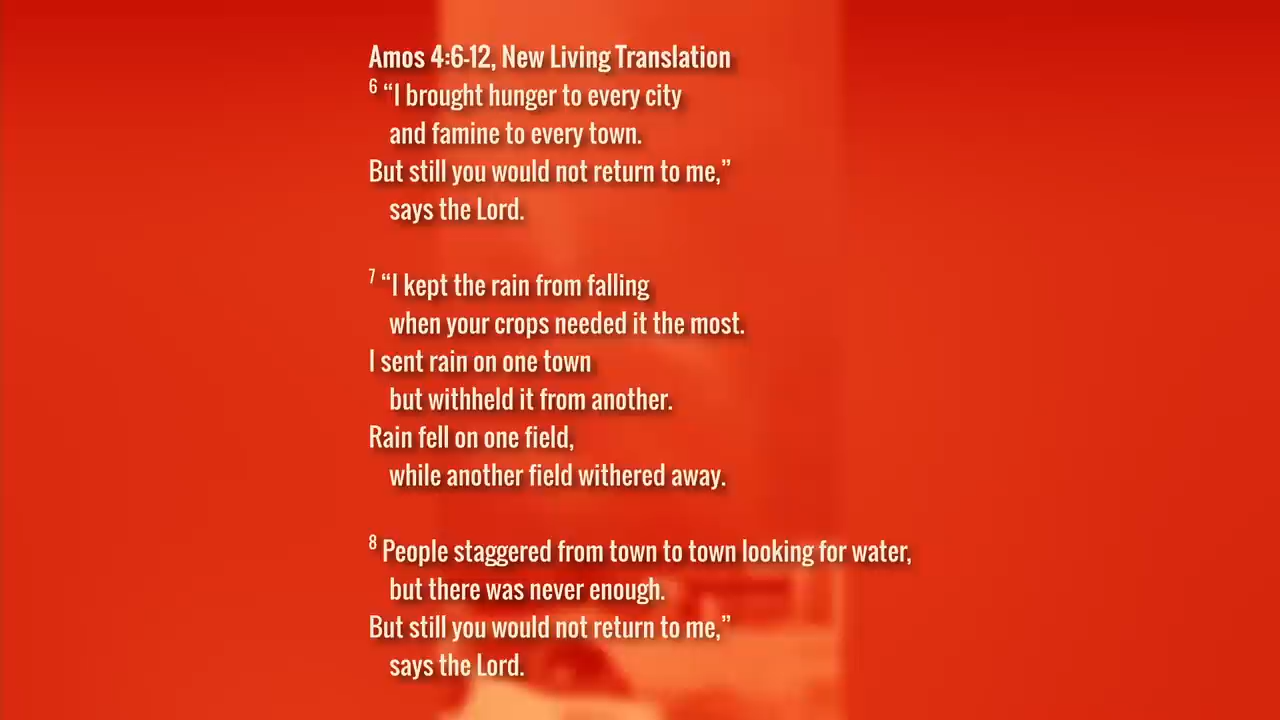 Amos 4:6-12, New Living Translation
6 “I brought hunger to every city
and famine to every town.
But still you would not return to me,”
says the Lord.
7 “I kept the rain from falling
when your crops needed it the most.
I sent rain on one town
but withheld it from another.
Rain fell on one field,
while another field withered away.
8 People staggered from town to town looking for water,
but there was never enough.
But still you would not return to me,”
says the Lord.